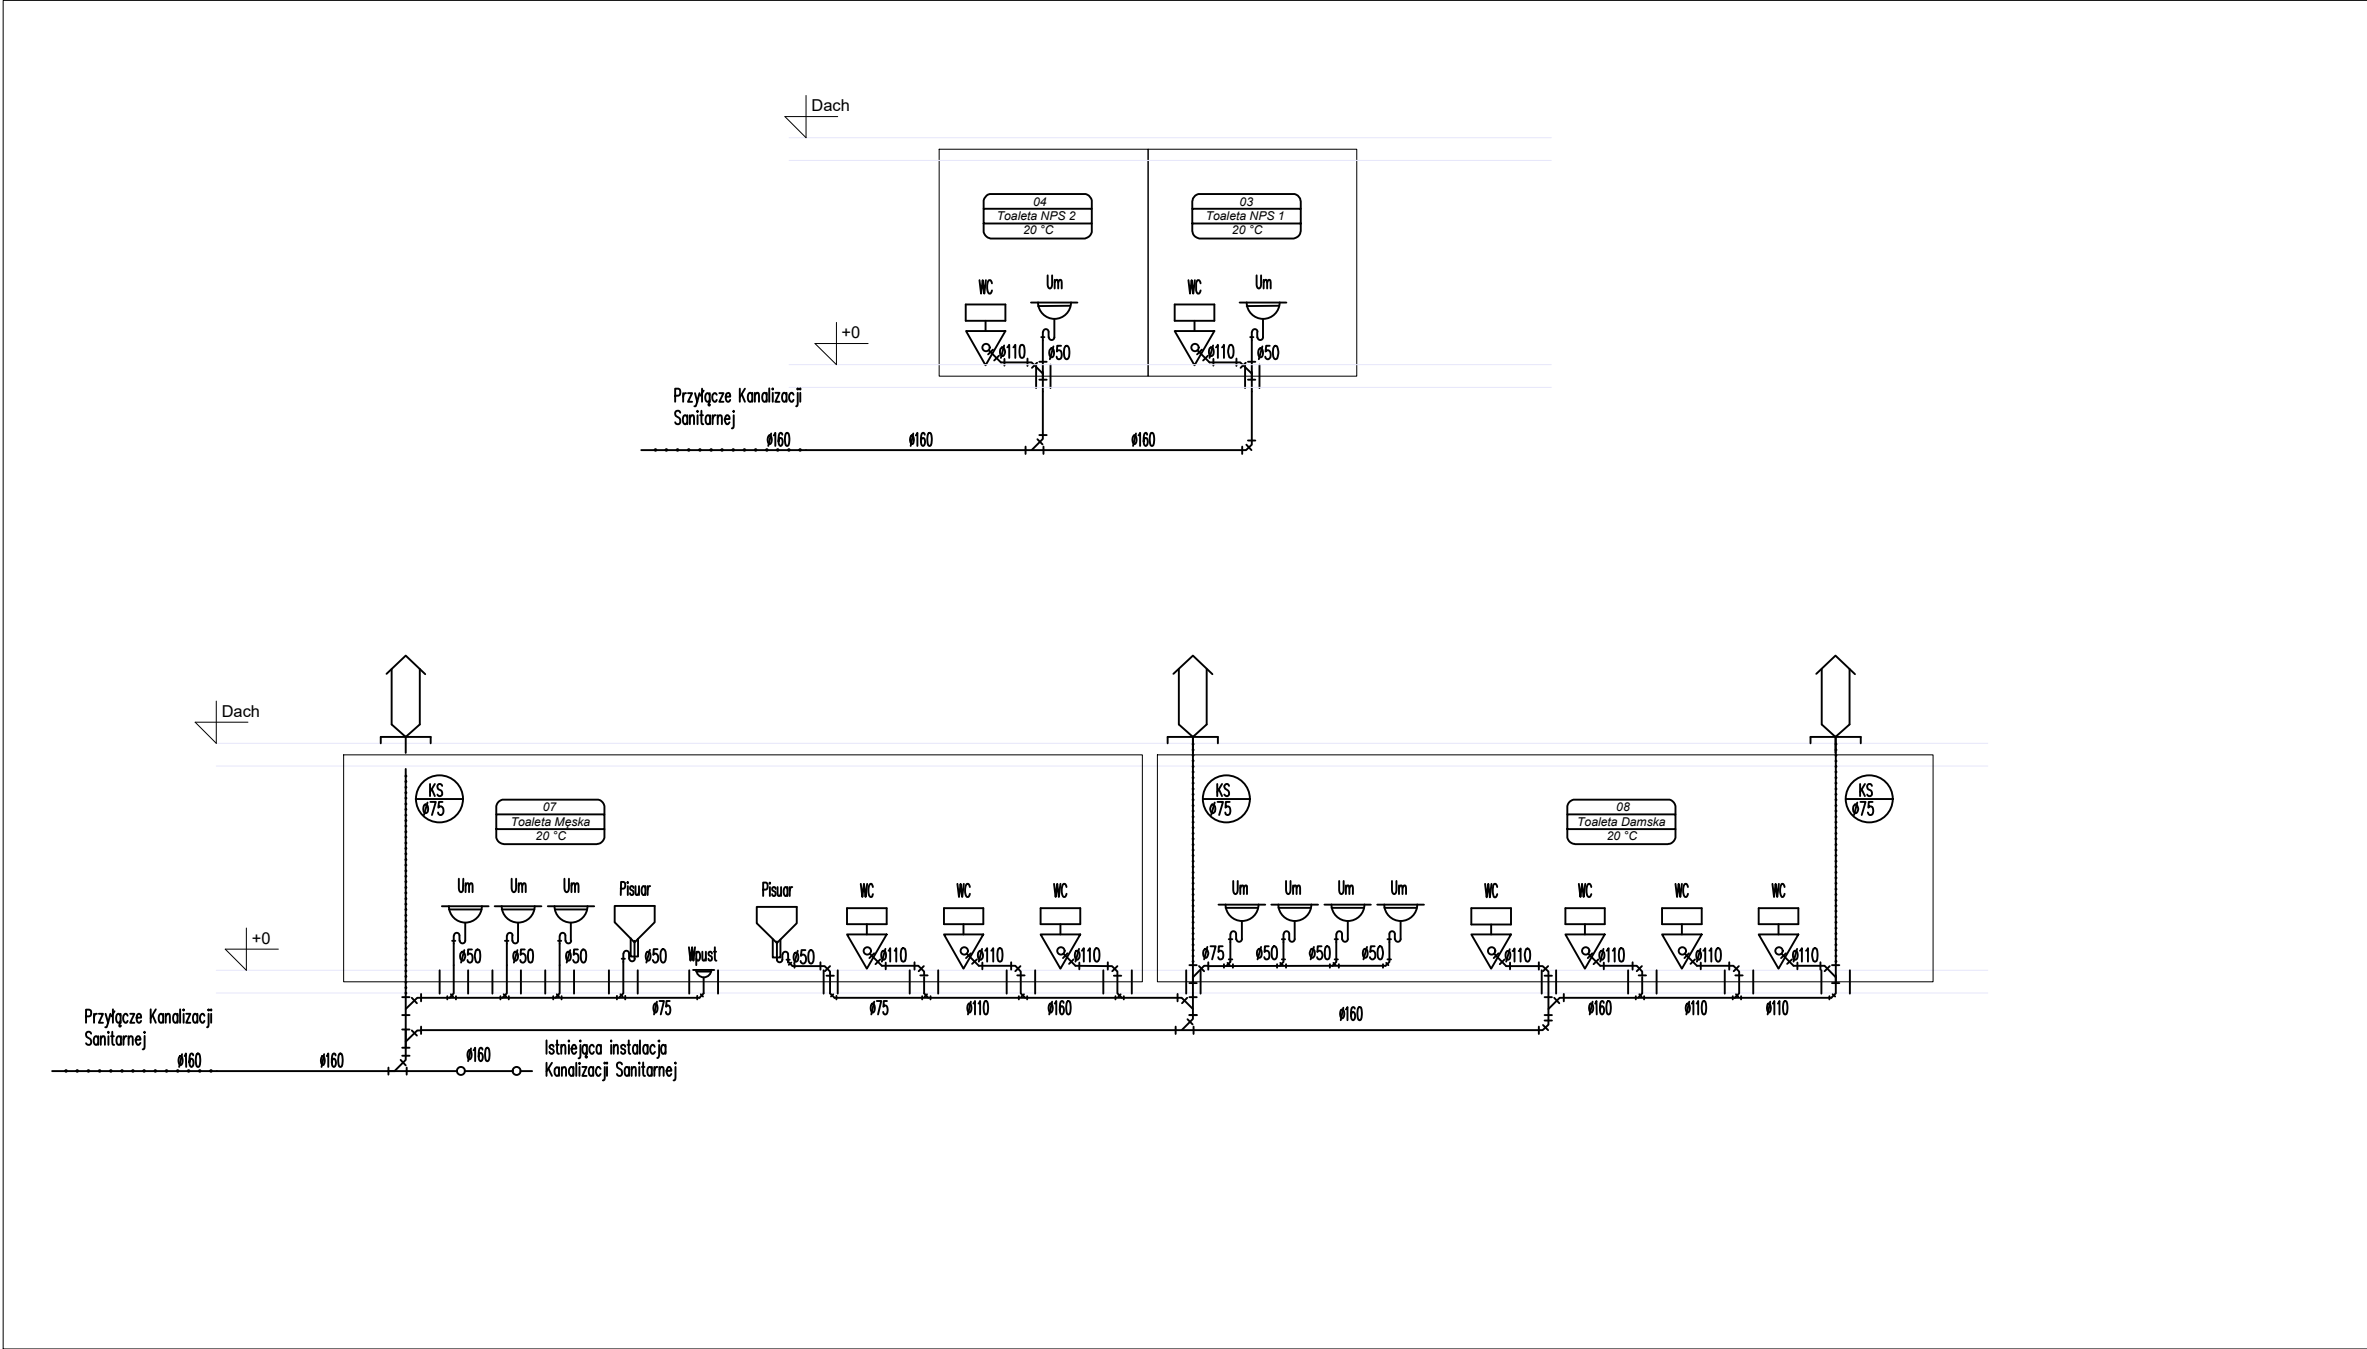 Dach
04
Toaleta NPS 2
20 °C
03
Toaleta NPS 1
20 °C
WC
Um
WC
Um
+0
ø110
ø50
ø110
ø50
Przyłącze Kanalizacji
Sanitarnej
ø160
ø160
ø160
Dach
KS
ø75
07
Toaleta Męska
20 °C
KS
ø75
08
Toaleta Damska
20 °C
KS
ø75
Um
Um
Um
Pisuar
Pisuar
WC
WC
WC
Um
Um
Um
Um
WC
WC
WC
WC
+0
ø50
ø50
ø50
ø50
Wpust
ø50
ø110
ø110
ø110
ø75
ø50
ø50
ø50
ø110
ø110
ø110
ø110
ø75
ø75
ø110
ø160
ø160
ø160
ø110
ø110
Przyłącze Kanalizacji
Sanitarnej
ø160
ø160
ø160
Istniejąca instalacja
Kanalizacji Sanitarnej